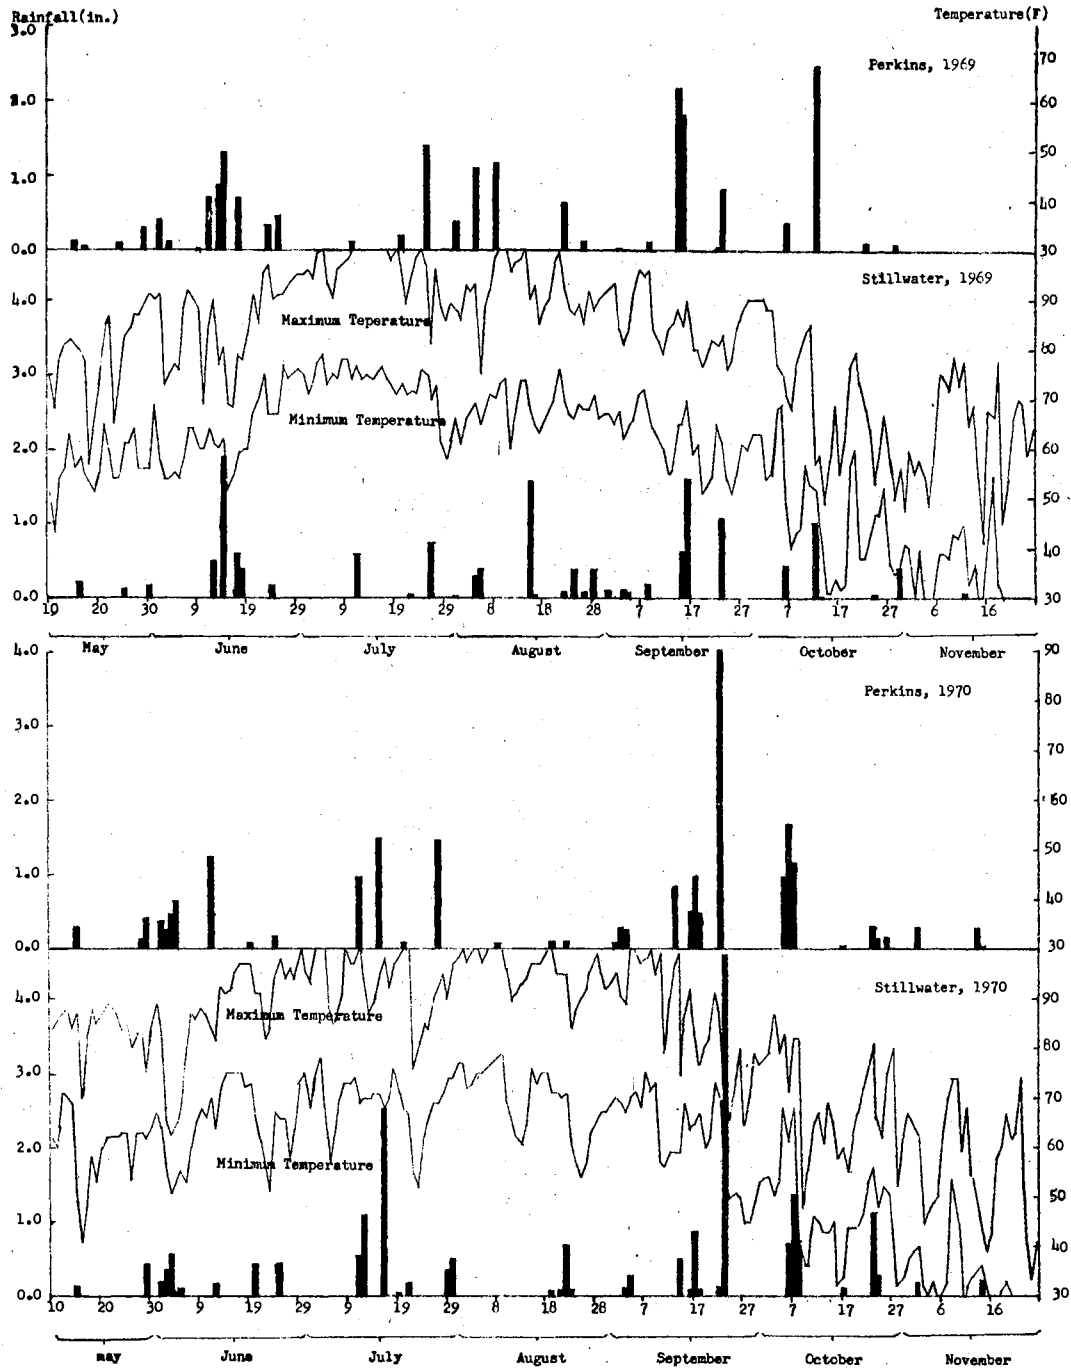 Rainfall(in.) Temperature(F)
3.0
Perkins, 1969
70
2.0 60
50
1.0
40
0.0 30
Stillwater, 1969
4.0 90
Maximum Teperature
80
3.0
70
Minimum Temperature
2.0 60
50
1.0
40
0.0 30
10 20 30 9 19 29 9 19 29 8 18 28 7 17 27 7 17 27 6 16
May June July August September October November
4.0 90
Perkins, 1970
80
3.0
70
2.0 60
50
1.0
40
0.0 30
Stillwater, 1970
4.0 90
Maximum Temperature
80
3.0
70
2.0 60
Minimum Temperature
50
1.0
40
0.0 30
10 20 30 9 19 29 9 19 29 8 18 28 7 17 27 7 17 27 6 16
may June July August September October November